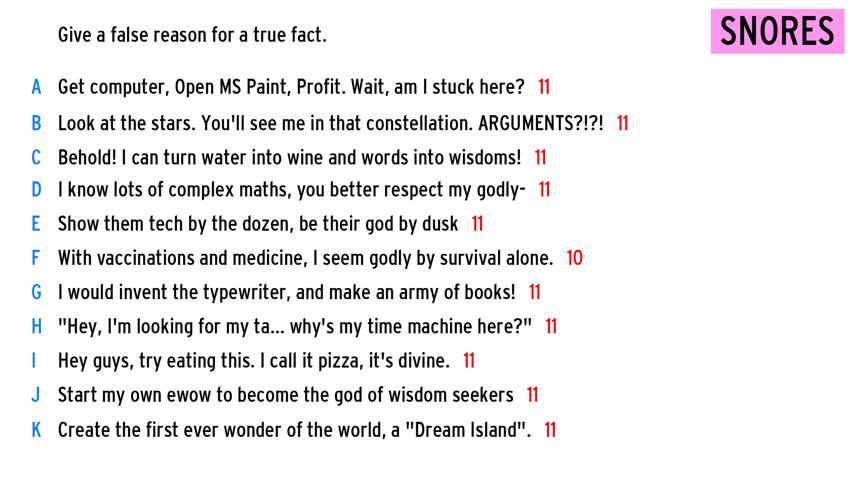 Give a false reason for a true fact.
SNORES
A Get computer, Open MS Paint, Profit. Wait, am I stuck here? 11
B Look at the stars. You'll see me in that constellation. ARGUMENTS?!?! 11
C Behold! I can turn water into wine and words into wisdoms! 11
D I know lots of complex maths, you better respect my godly- 11
E Show them tech by the dozen, be their god by dusk 11
F With vaccinations and medicine, I seem godly by survival alone. 10
G I would invent the typewriter, and make an army of books! 11
H "Hey, I'm looking for my ta... why's my time machine here?" 11
I Hey guys, try eating this. I call it pizza, it's divine. 11
J Start my own ewow to become the god of wisdom seekers 11
K Create the first ever wonder of the world, a "Dream Island". 11